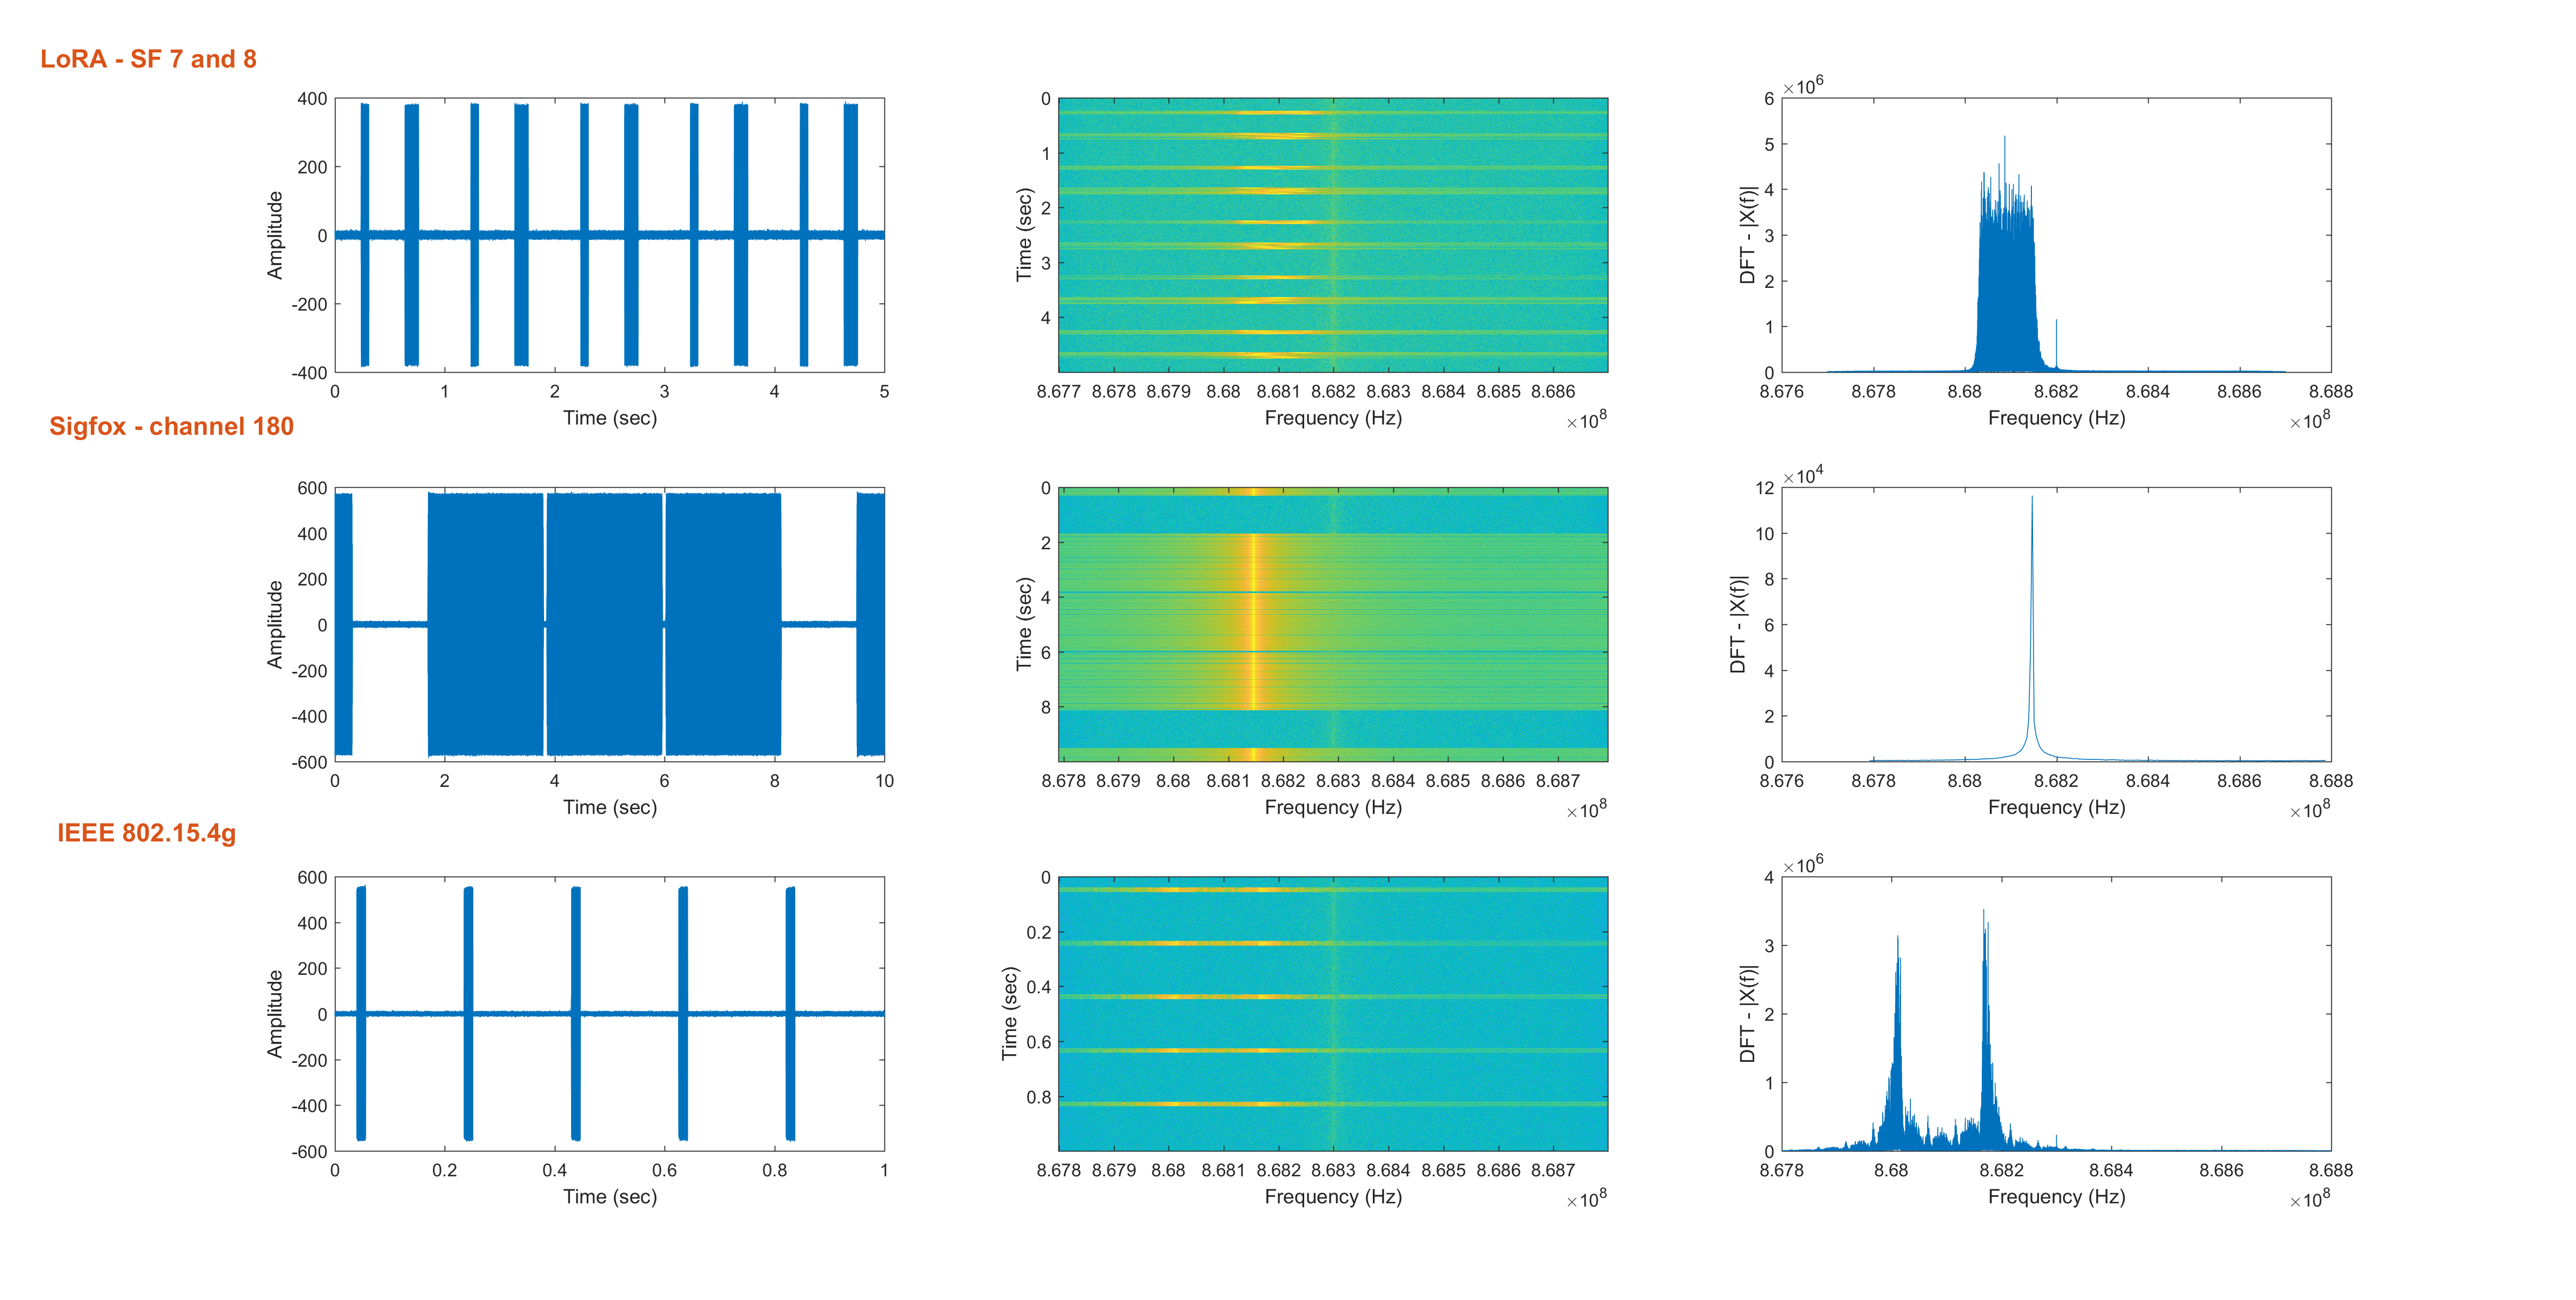 LoRA - SF 7 and 8
400
200
0
-200
-400
0 1 2 3 4 5
Amplitude
Time (sec)
0
1
2
3
4
8.677 8.678 8.679 8.68 8.681 8.682 8.683 8.684 8.685 8.686
×10^8
Time (sec)
Frequency (Hz)
×10^6
6
5
4
3
2
1
0
8.676 8.678 8.68 8.682 8.684 8.686 8.688
×10^8
DFT - |X(f)|
Frequency (Hz)
Sigfox - channel 180
600
400
200
0
-200
-400
-600
0 2 4 6 8 10
Amplitude
Time (sec)
0
2
4
6
8
8.678 8.679 8.68 8.681 8.682 8.683 8.684 8.685 8.686 8.687
×10^8
Time (sec)
Frequency (Hz)
×10^4
12
10
8
6
4
2
0
8.676 8.678 8.68 8.682 8.684 8.686 8.688
×10^8
DFT - |X(f)|
Frequency (Hz)
IEEE 802.15.4g
600
400
200
0
-200
-400
-600
0 0.2 0.4 0.6 0.8 1
Amplitude
Time (sec)
0
0.2
0.4
0.6
0.8
8.678 8.679 8.68 8.681 8.682 8.683 8.684 8.685 8.686 8.687
×10^8
Time (sec)
Frequency (Hz)
×10^6
4
3
2
1
0
8.678 8.68 8.682 8.684 8.686 8.688
×10^8
DFT - |X(f)|
Frequency (Hz)